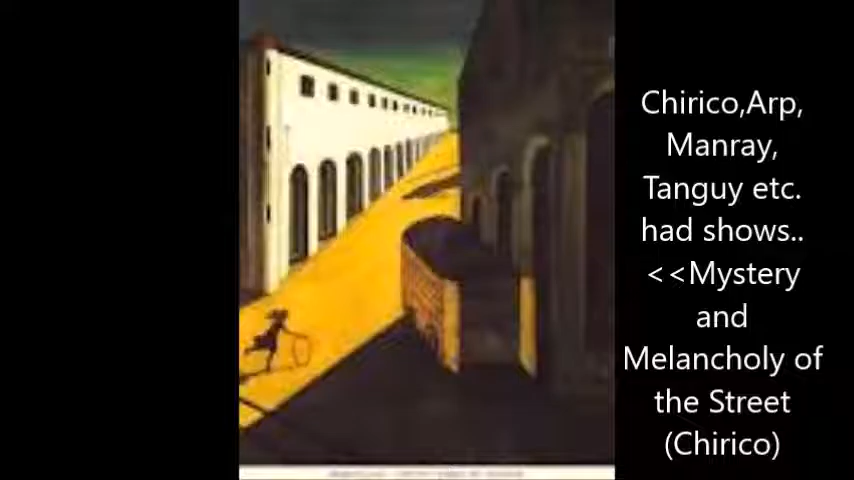 Chirico,Arp,
Manray,
Tanguy etc.
had shows..
<<Mystery
and
Melancholy of
the Street
(Chirico)